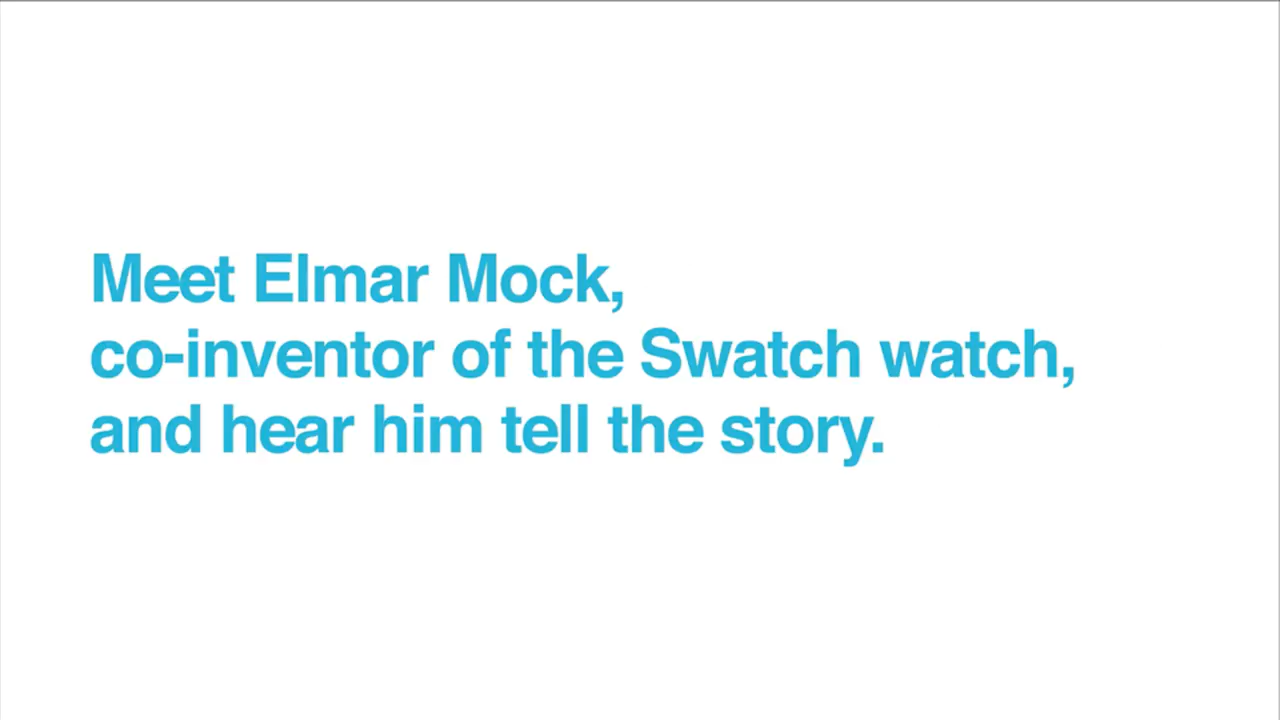 Meet Elmar Mock,
co-inventor of the Swatch watch,
and hear him tell the story.